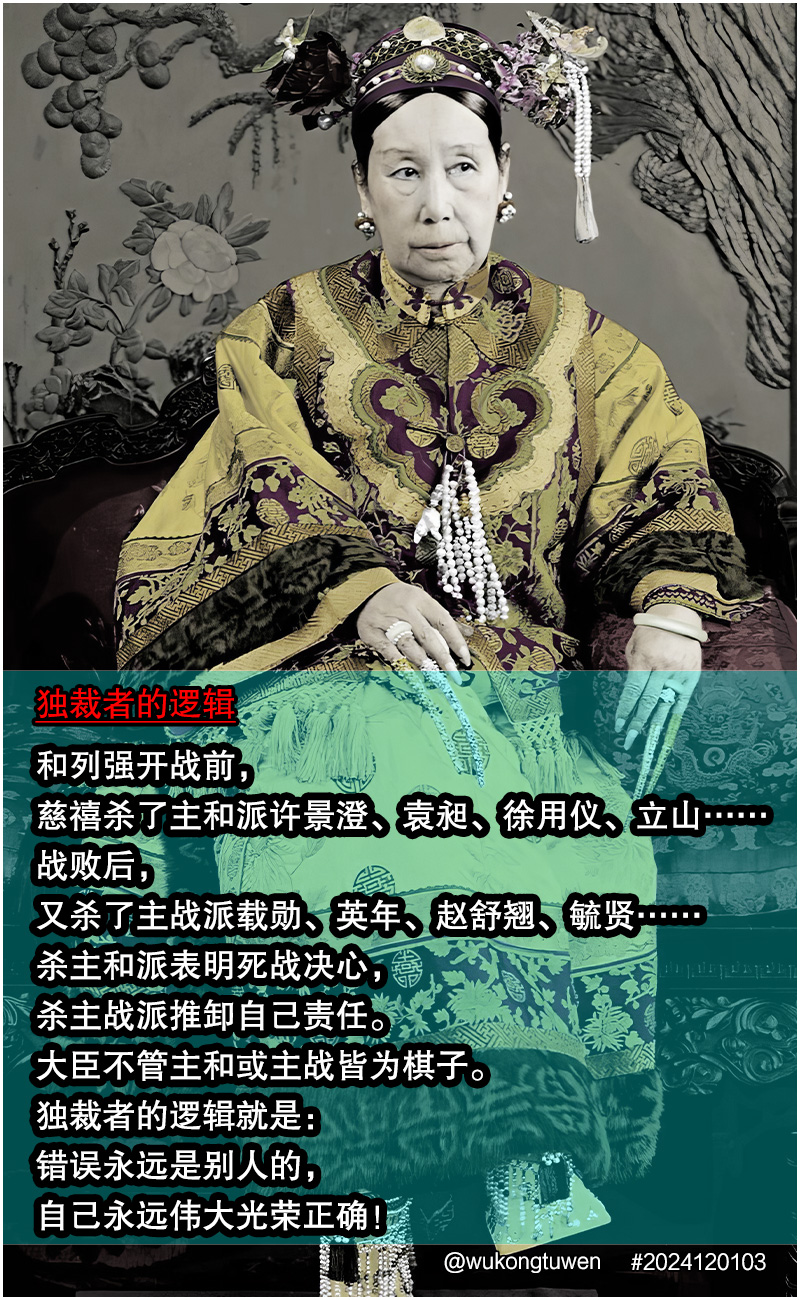 独裁者的逻辑
和列强开战前，
慈禧杀了主和派许景澄、袁昶、徐用仪、立山……
战败后，
又杀了主战派载勋、英年、赵舒翘、毓贤……
杀主和派表明死战决心，
杀主战派推卸自己责任。
大臣不管主和或主战皆为棋子。
独裁者的逻辑就是：
错误永远是别人的，
自己永远伟大光荣正确！
@wukongtuwen #2024120103